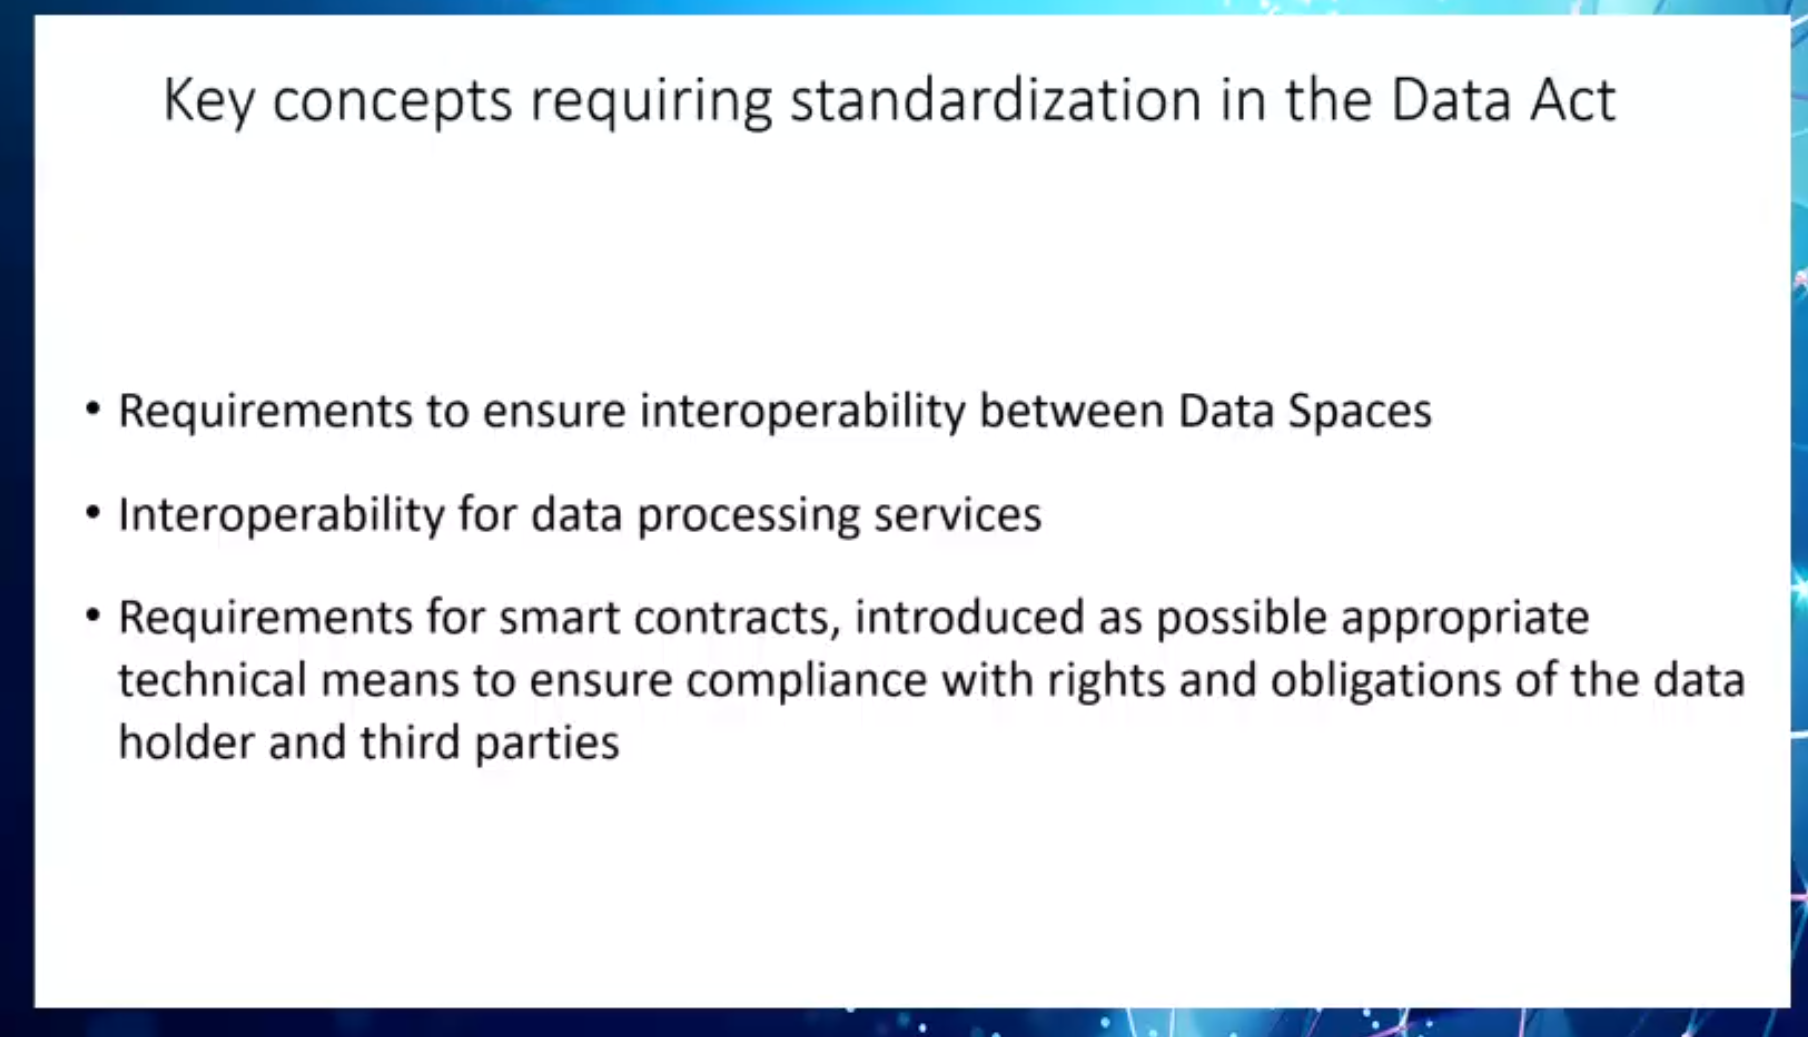 Key concepts requiring standardization in the Data Act
• Requirements to ensure interoperability between Data Spaces
• Interoperability for data processing services
• Requirements for smart contracts, introduced as possible appropriate
technical means to ensure compliance with rights and obligations of the data
holder and third parties